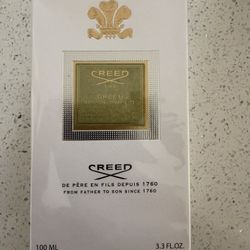 CREED
GREEN
CREED
DE PÈRE EN FILS DEPUIS 1760
FROM FATHER TO SON SINCE 1760
100 ML
3.3 FL.OZ.